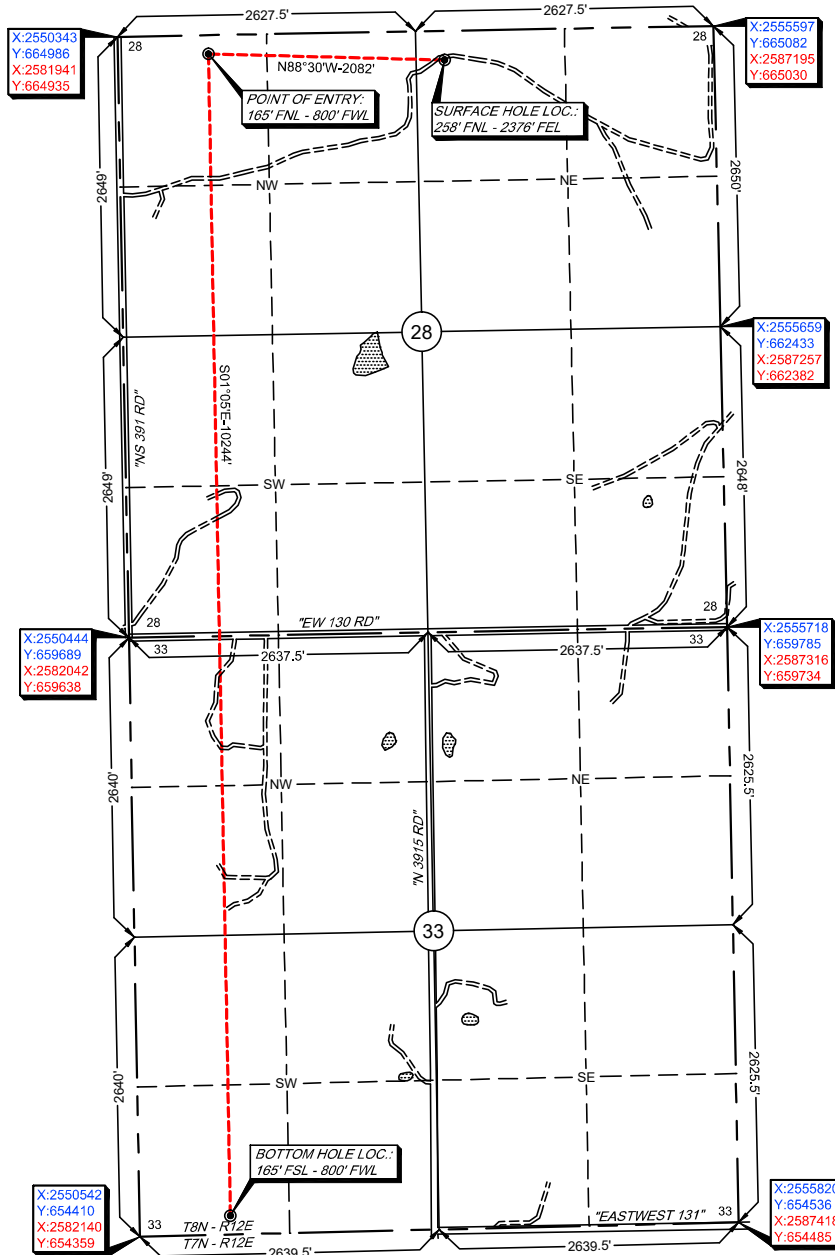 2627.5'
2627.5'
X:2550343
Y:664986
X:2581941
Y:664935
28
28
X:2555597
Y:665082
X:2587195
Y:665030
N88°30'W-2082'
POINT OF ENTRY:
165' FNL - 800' FWL
SURFACE HOLE LOC.:
258' FNL - 2376' FEL
2649'
NW
NE
2650'
28
X:2555659
Y:662433
X:2587257
Y:662382
S01°05'E-10244'
"NS 391 RD"
2649'
SW
SE
2648'
28
"EW 130 RD"
28
X:2550444
Y:659689
X:2582042
Y:659638
33
2637.5'
2637.5'
33
X:2555718
Y:659785
X:2587316
Y:659734
2640'
NW
NE
2625.5'
"N 3915 RD"
33
2640'
SW
SE
2625.5'
BOTTOM HOLE LOC.:
165' FSL - 800' FWL
X:2550542
Y:654410
X:2582140
Y:654359
33
T8N - R12E
T7N - R12E
2639.5'
"EASTWEST 131"
2639.5'
33
X:2555820
Y:654536
X:2587418
Y:654485